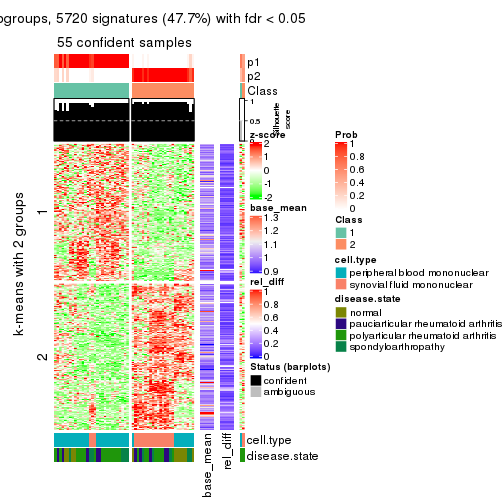 ogroups, 5720 signatures (47.7%) with fdr < 0.05
55 confident samples
p1
p2
Class
1
0.5
0
Silhouette
score
k-means with 2 groups
1
2
z-score
2
1
0
-1
-2
base_mean
1.3
1.2
1.1
1
0.9
rel_diff
1
0.8
0.6
0.4
0.2
0
Status (barplots)
confident
ambiguous
Prob
1
0.8
0.6
0.4
0.2
0
Class
1
2
cell.type
peripheral blood mononuclear
synovial fluid mononuclear
disease.state
normal
pauciarticular rheumatoid arthritis
polyarticular rheumatoid arthritis
spondyloarthropathy
cell.type
disease.state
base_mean
rel_diff